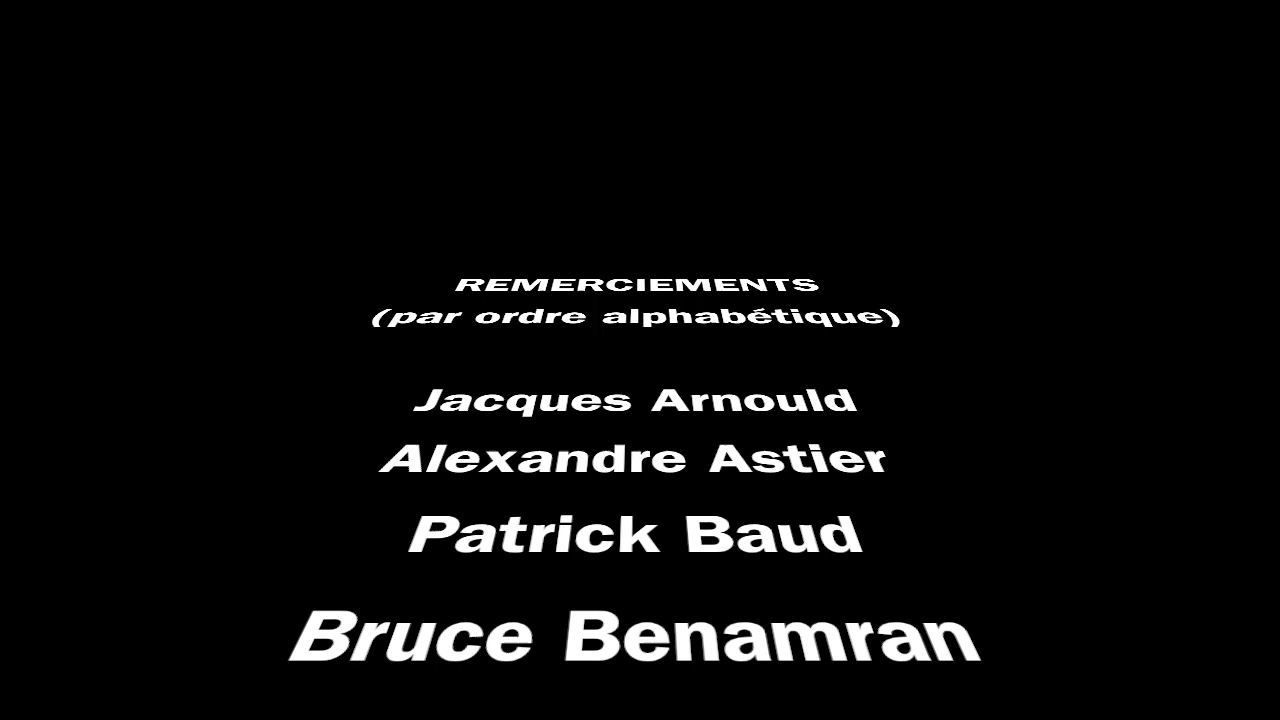 REMERCIEMENTS
(par ordre alphabétique)
Jacques Arnould
Alexandre Astier
Patrick Baud
Bruce Benamran